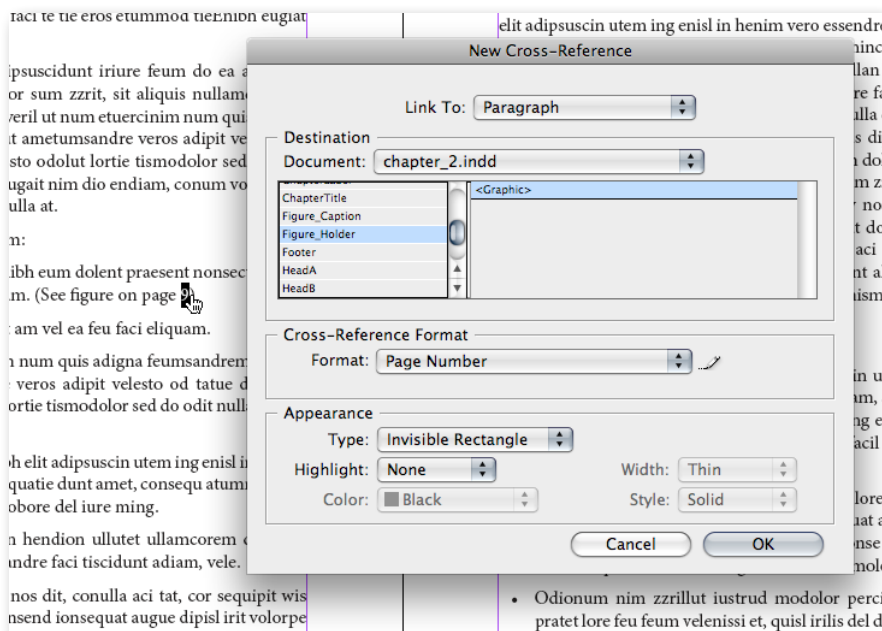 faci te tie eros etummod tieEnibh eugiat
ipsuscidunt iriure feum do ea a
or sum zzrit, sit aliquis nullam
veril ut num etuercinim num qui
ut ametumsandre veros adipit ve
sto odolut lortie tismodolor sed
ugait nim dio endiam, conum vo
ulla at.
m:
ibh eum dolent praesent nonsec
m. (See figure on page 9)
t am vel ea feu faci eliquam.
n num quis adigna feumsandrem
veros adipit velesto od tatue d
ortie tismodolor sed do odit null
bh elit adipsuscin utem ing enisl i
quatie dunt amet, consequ atum
obore del iure ming.
n hendion ullutet ullamcorem
andre faci tiscidunt adiam, vele.
nos dit, conulla aci tat, cor sequipit wis
nsend ionsequat augue dipisl irit volorpe
New Cross-Reference
Link To: Paragraph
Destination
Document: chapter_2.indd
ChapterTitle
Figure_Caption
Figure_Holder
Footer
HeadA
HeadB
<Graphic>
Cross-Reference Format
Format: Page Number
Appearance
Type: Invisible Rectangle
Highlight: None
Width: Thin
Color: Black
Style: Solid
Cancel
OK
elit adipsuscin utem ing enisl in henim vero essendre
• Odionum nim zzrillut iustrud modolor perci
pratet lore feu feum velenissi et, quisl irilis del d